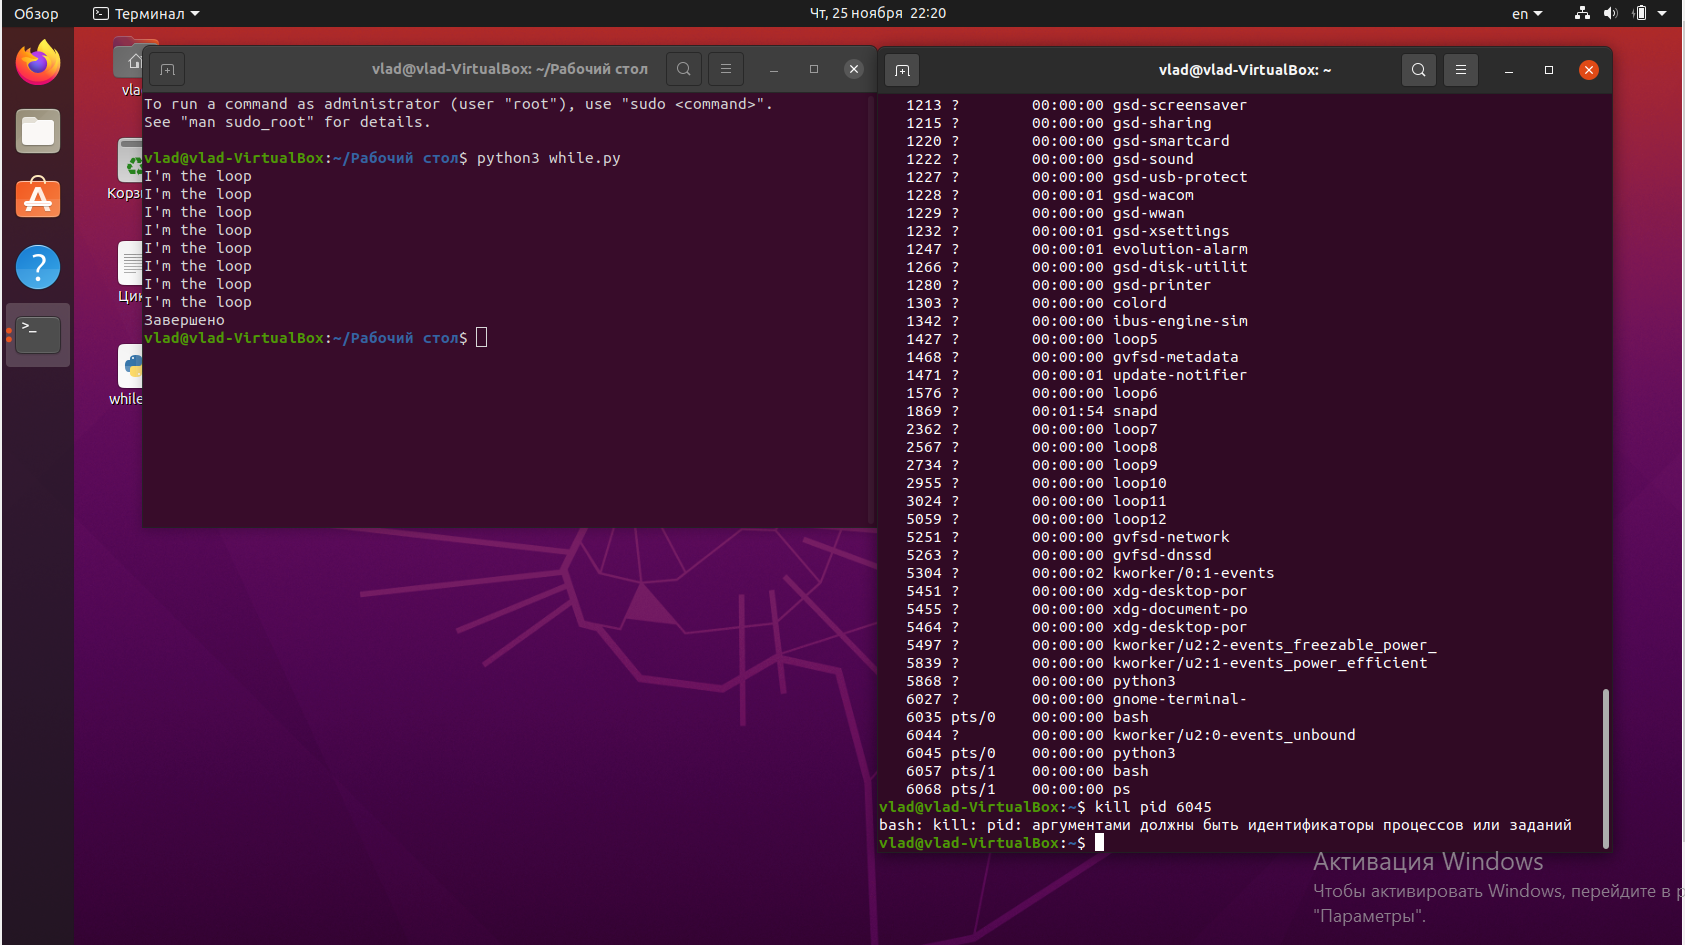 Обзор
Терминал
Чт, 25 ноября 22:20
en
vlad@vlad-VirtualBox: ~/Рабочий стол
To run a command as administrator (user "root"), use "sudo <command>".
See "man sudo_root" for details.
vlad@vlad-VirtualBox:~/Рабочий стол$ python3 while.py
I'm the loop
I'm the loop
I'm the loop
I'm the loop
I'm the loop
I'm the loop
I'm the loop
I'm the loop
Завершено
vlad@vlad-VirtualBox:~/Рабочий стол$
vlad@vlad-VirtualBox: ~
1213 ? 00:00:00 gsd-screensaver
1215 ? 00:00:00 gsd-sharing
1220 ? 00:00:00 gsd-smartcard
1222 ? 00:00:00 gsd-sound
1227 ? 00:00:00 gsd-usb-protect
1228 ? 00:00:01 gsd-wacom
1229 ? 00:00:00 gsd-wwan
1232 ? 00:00:01 gsd-xsettings
1247 ? 00:00:01 evolution-alarm
1266 ? 00:00:00 gsd-disk-utilit
1280 ? 00:00:00 gsd-printer
1303 ? 00:00:00 colord
1342 ? 00:00:00 ibus-engine-sim
1427 ? 00:00:00 loop5
1468 ? 00:00:00 gvfsd-metadata
1471 ? 00:00:01 update-notifier
1576 ? 00:00:00 loop6
1869 ? 00:01:54 snapd
2362 ? 00:00:00 loop7
2567 ? 00:00:00 loop8
2734 ? 00:00:00 loop9
2955 ? 00:00:00 loop10
3024 ? 00:00:00 loop11
5059 ? 00:00:00 loop12
5251 ? 00:00:00 gvfsd-network
5263 ? 00:00:00 gvfsd-dnssd
5304 ? 00:00:02 kworker/0:1-events
5451 ? 00:00:00 xdg-desktop-por
5455 ? 00:00:00 xdg-document-po
5464 ? 00:00:00 xdg-desktop-por
5497 ? 00:00:00 kworker/u2:2-events_freezable_power_
5839 ? 00:00:00 kworker/u2:1-events_power_efficient
5868 ? 00:00:00 python3
6027 ? 00:00:00 gnome-terminal-
6035 pts/0 00:00:00 bash
6044 ? 00:00:00 kworker/u2:0-events_unbound
6045 pts/0 00:00:00 python3
6057 pts/1 00:00:00 bash
6068 pts/1 00:00:00 ps
vlad@vlad-VirtualBox:~$ kill pid 6045
bash: kill: pid: аргументами должны быть идентификаторы процессов или заданий
vlad@vlad-VirtualBox:~$
vla
Корз
Цик
while
Активация Windows
Чтобы активировать Windows, перейдите в р
"Параметры".